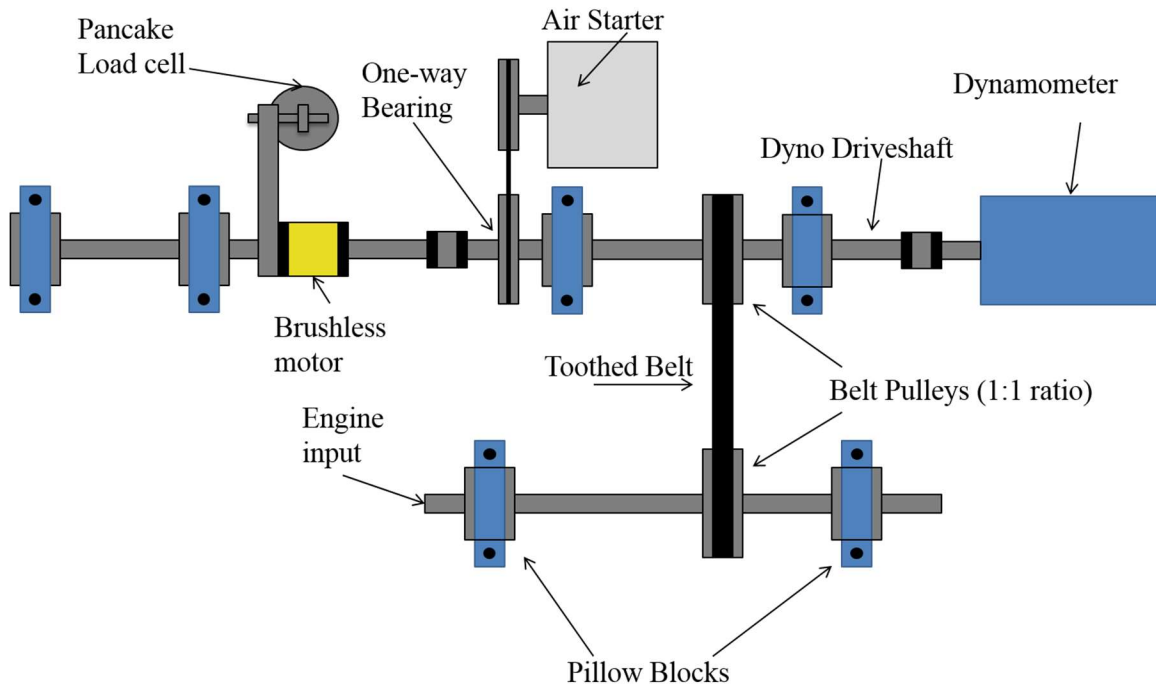 Pancake
Load cell
One-way
Bearing
Air Starter
Dynamometer
Dyno Driveshaft
Brushless
motor
Toothed Belt
Belt Pulleys (1:1 ratio)
Engine
input
Pillow Blocks